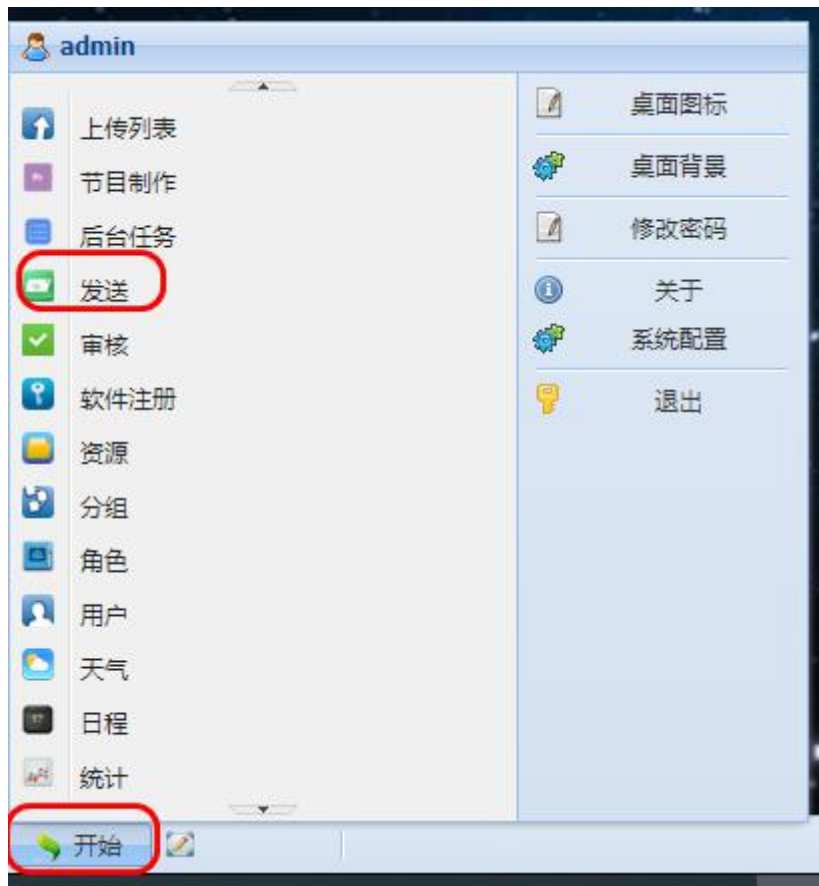 admin
上传列表
节目制作
后台任务
发送
审核
软件注册
资源
分组
角色
用户
天气
日程
统计
桌面图标
桌面背景
修改密码
关于
系统配置
退出
开始